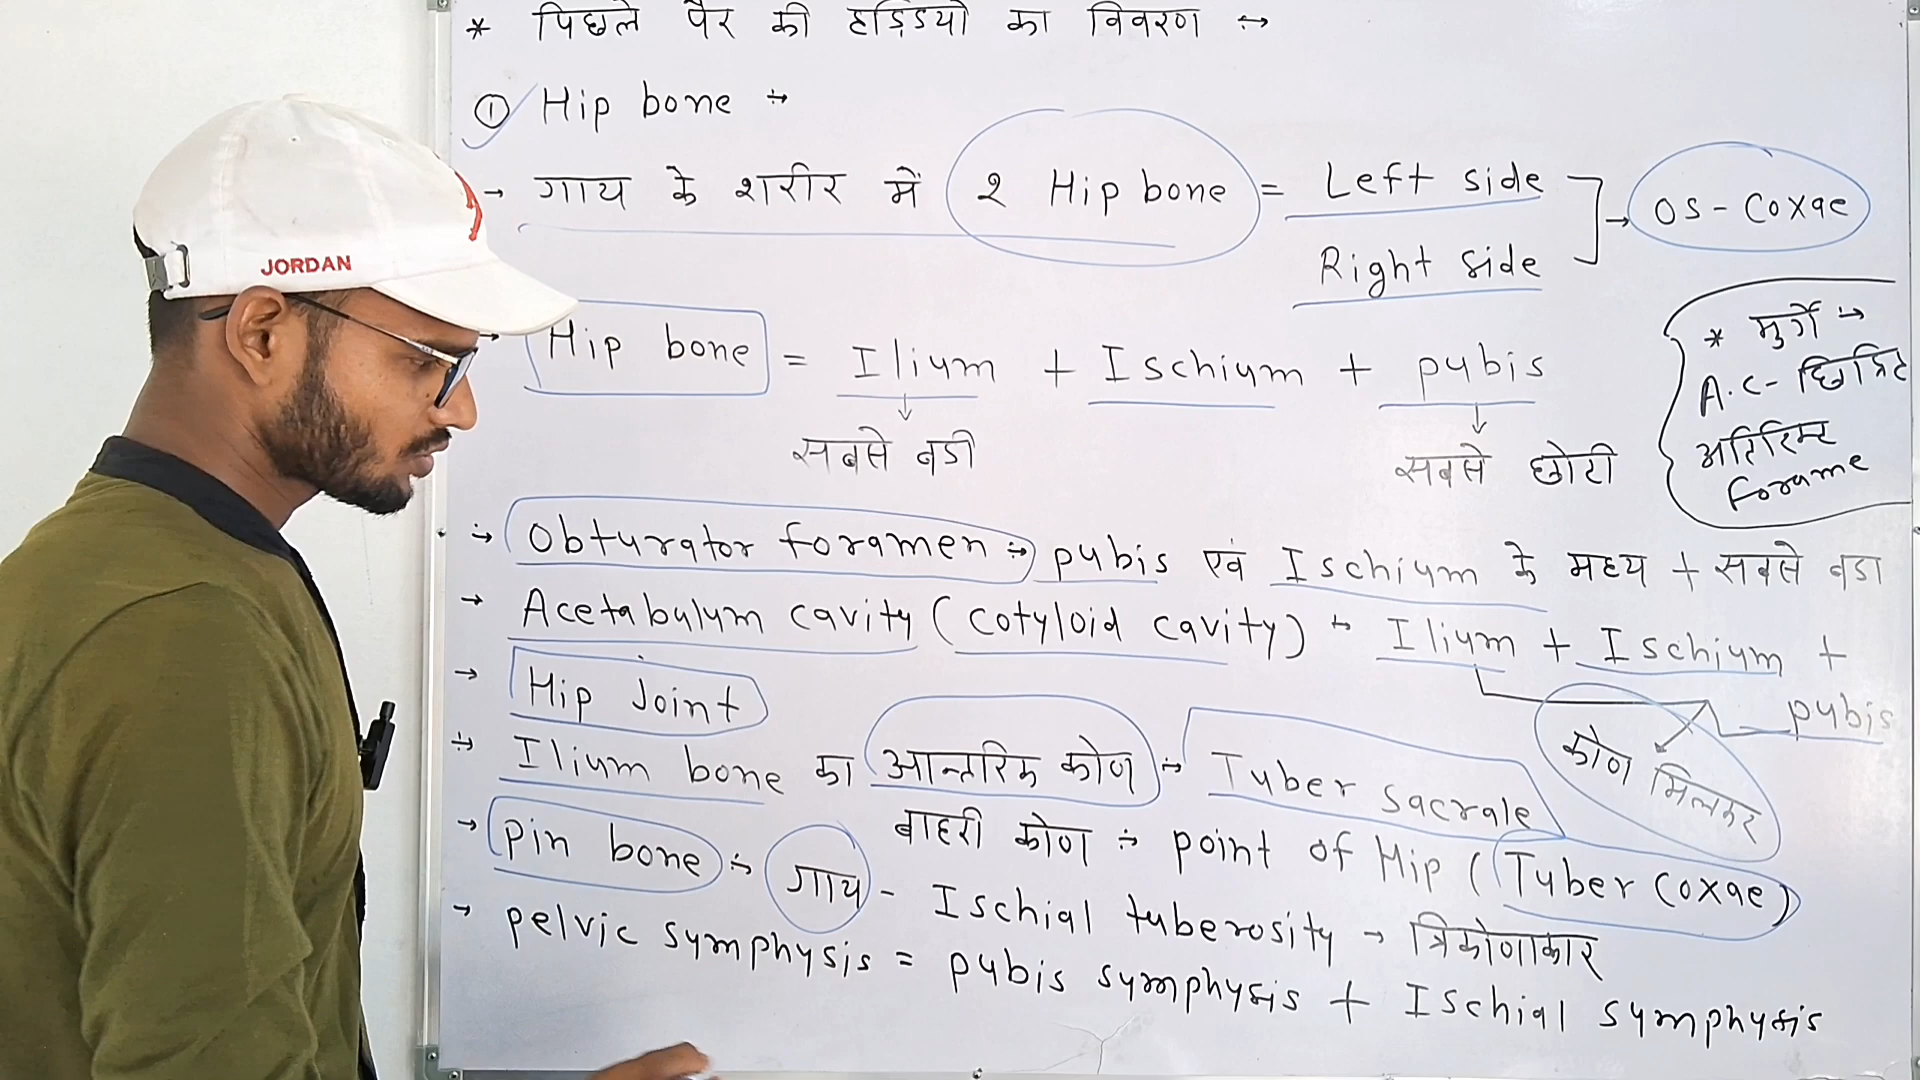 * पिछले पैर की हड्डियों का विवरण →
① Hip bone ÷
→ गाय के शरीर में 2 Hip bone = Left side
Right side
→ OS - Coxae
→ Hip bone = Ilium + Ischium + pubis
सबसे बडी
सबसे छोटी
* मुर्गे →
A.C - छिद्रित
अतिरिक्त
Forame
→ Obturator foramen ÷ pubis एवं Ischium के मध्य + सबसे बडा
→ Acetabulum cavity (cotyloid cavity) - Ilium + Ischium +
pubis
कोण मिलकर
→ Hip Joint
÷ Ilium bone का आन्तरिक कोण ÷ Tuber sacrale
बाहरी कोण ÷ point of Hip (Tuber coxae)
→ pin bone ÷ गाय - Ischial tuberosity → त्रिकोणाकार
→ pelvic symphysis = pubis symphysis + Ischial symphysis
JORDAN